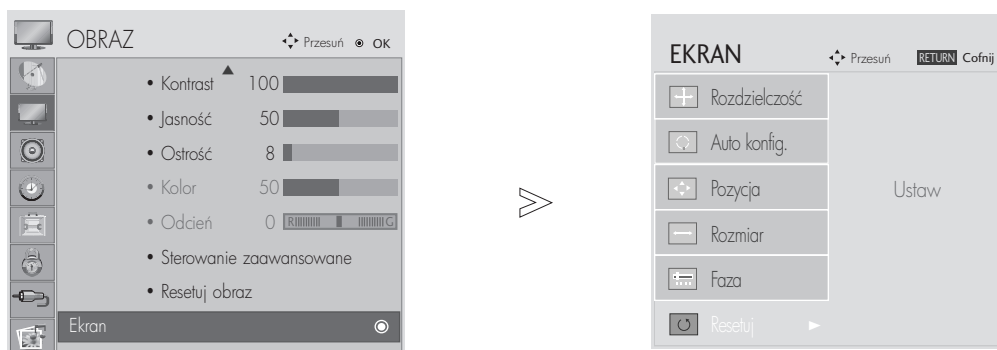 OBRAZ
Przesuń OK
• Kontrast 100
• Jasność 50
• Ostrość 8
• Kolor 50
• Odcień 0 R G
• Sterowanie zaawansowane
• Resetuj obraz
Ekran
EKRAN
Przesuń RETURN Cofnij
Rozdzielczość
Auto konfig.
Pozycja
Rozmiar
Faza
Resetuj
Ustaw